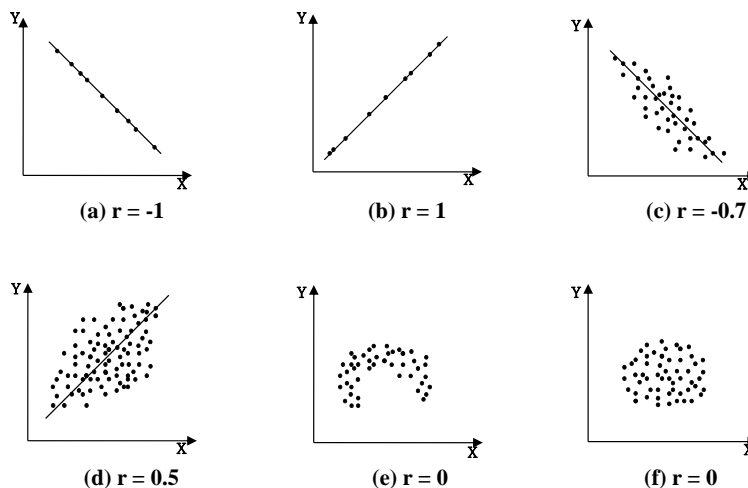 Y
X
(a) r = -1
Y
X
(b) r = 1
Y
X
(c) r = -0.7
Y
X
(d) r = 0.5
Y
X
(e) r = 0
Y
X
(f) r = 0